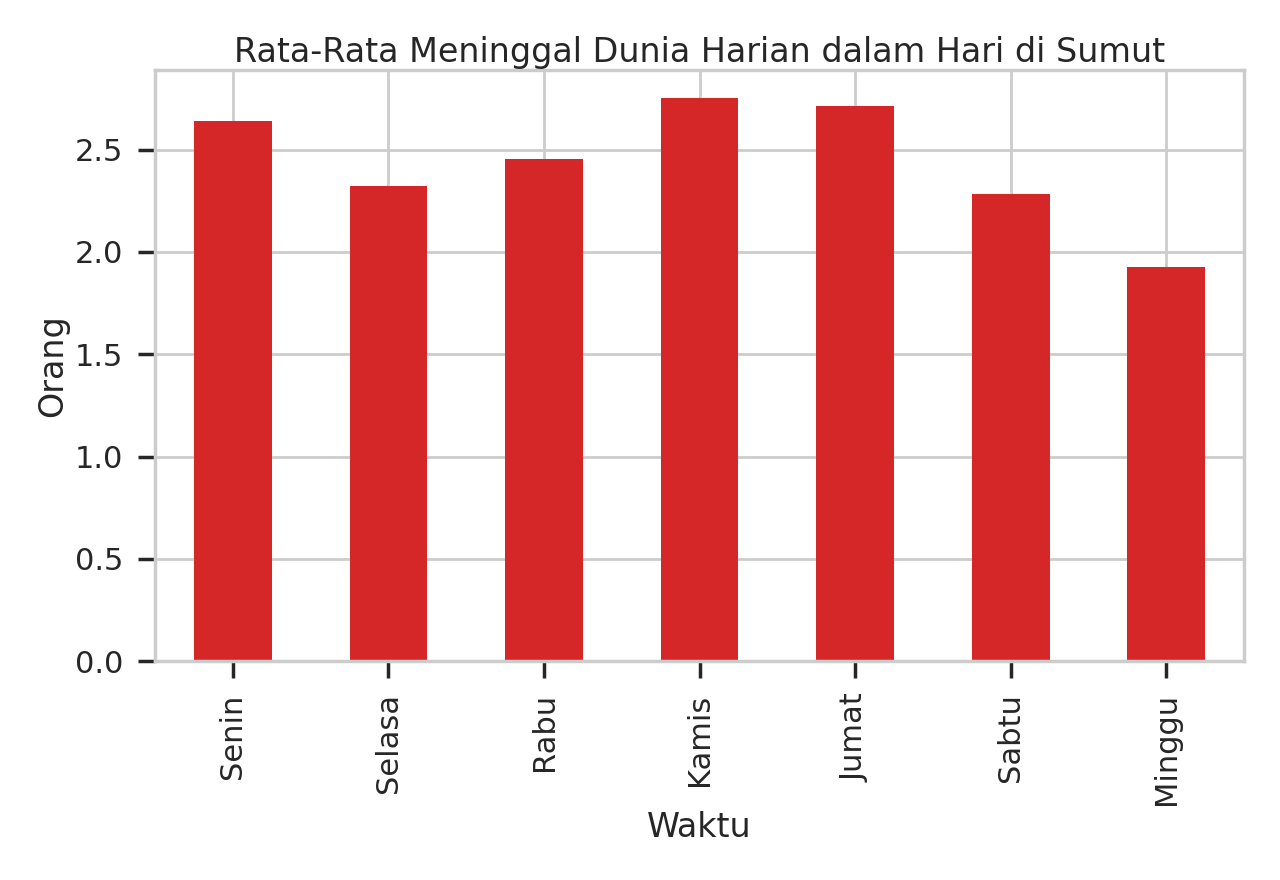 Rata-Rata Meninggal Dunia Harian dalam Hari di Sumut
Orang
2.5
2.0
1.5
1.0
0.5
0.0
Senin
Selasa
Rabu
Kamis
Jumat
Sabtu
Minggu
Waktu